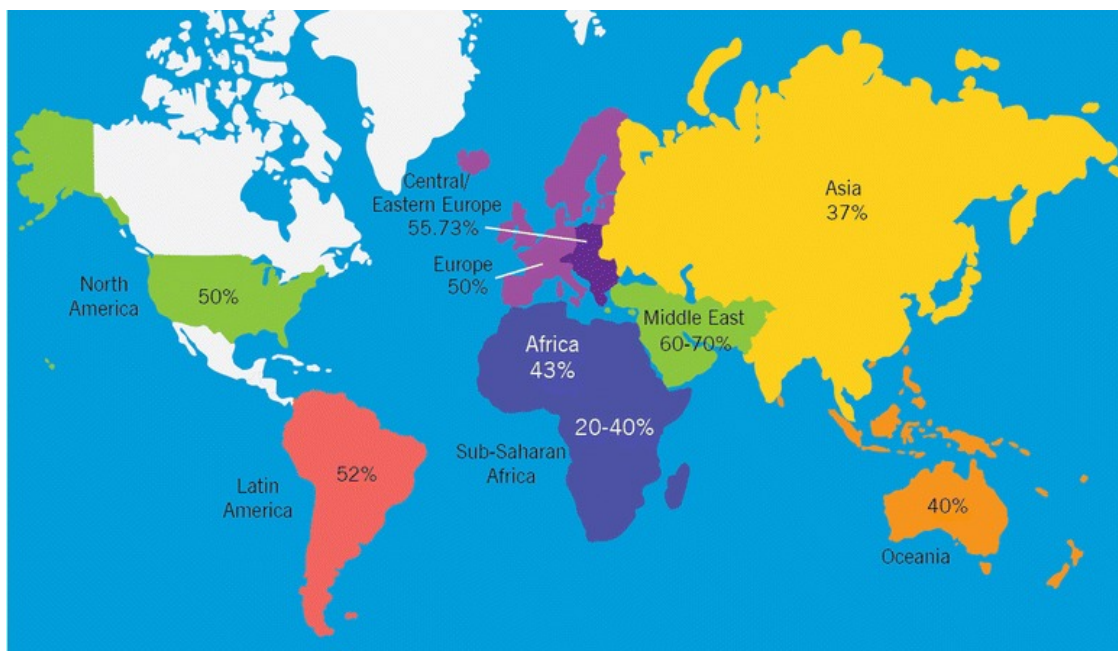 Central/
Eastern Europe
55.73%
Asia
37%
Europe
50%
North
America
50%
Middle East
60-70%
Africa
43%
20-40%
Sub-Saharan
Africa
52%
Latin
America
40%
Oceania